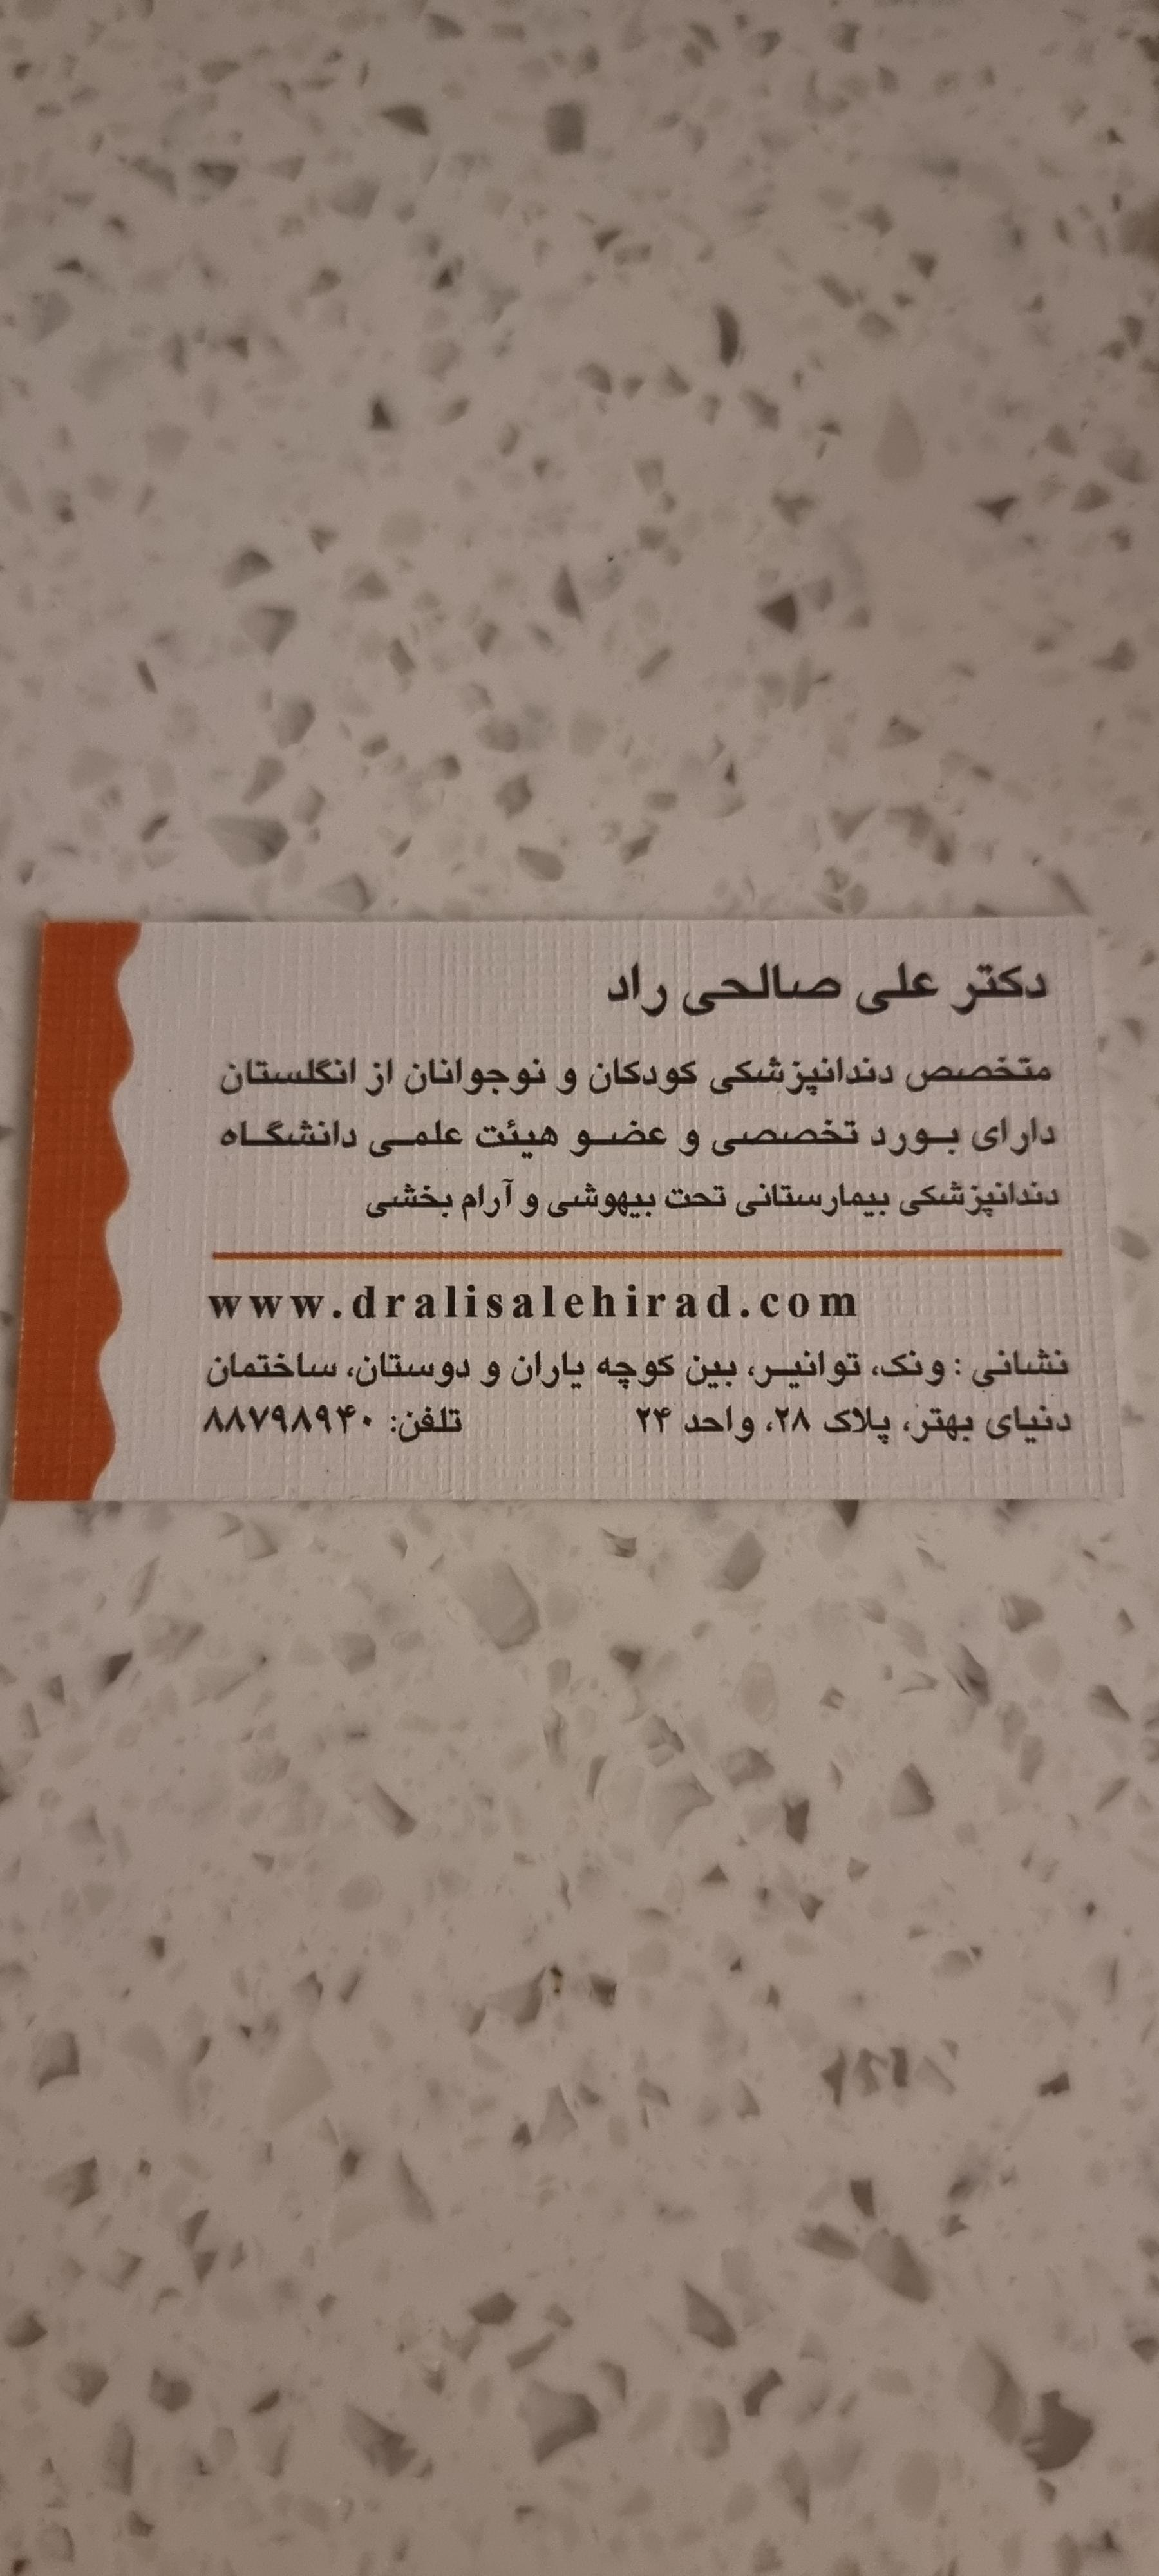 دکتر علی صالحی راد
متخصص دندانپزشکی کودکان و نوجوانان از انگلستان
دارای بورد تخصصی و عضو هیئت علمی دانشگاه
دندانپزشکی بیمارستانی تحت بیهوشی و آرام بخشی
www.dralisalehirad.com
نشانی : ونک، توانیر، بین کوچه یاران و دوستان، ساختمان
دنیای بهتر، پلاک ۲۸، واحد ۲۴ تلفن: ۸۸۷۹۸۹۴۰